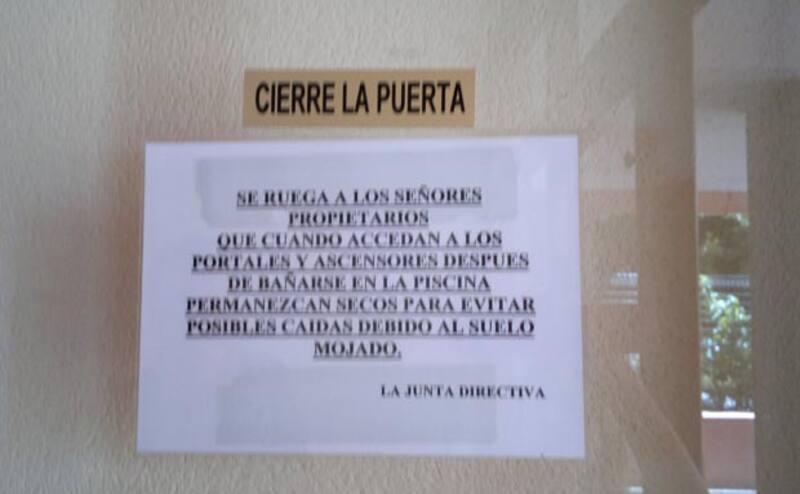 CIERRE LA PUERTA
SE RUEGA A LOS SEÑORES
PROPIETARIOS
QUE CUANDO ACCEDAN A LOS
PORTALES Y ASCENSORES DESPUES
DE BAÑARSE EN LA PISCINA
PERMANEZCAN SECOS PARA EVITAR
POSIBLES CAIDAS DEBIDO AL SUELO
MOJADO.
LA JUNTA DIRECTIVA